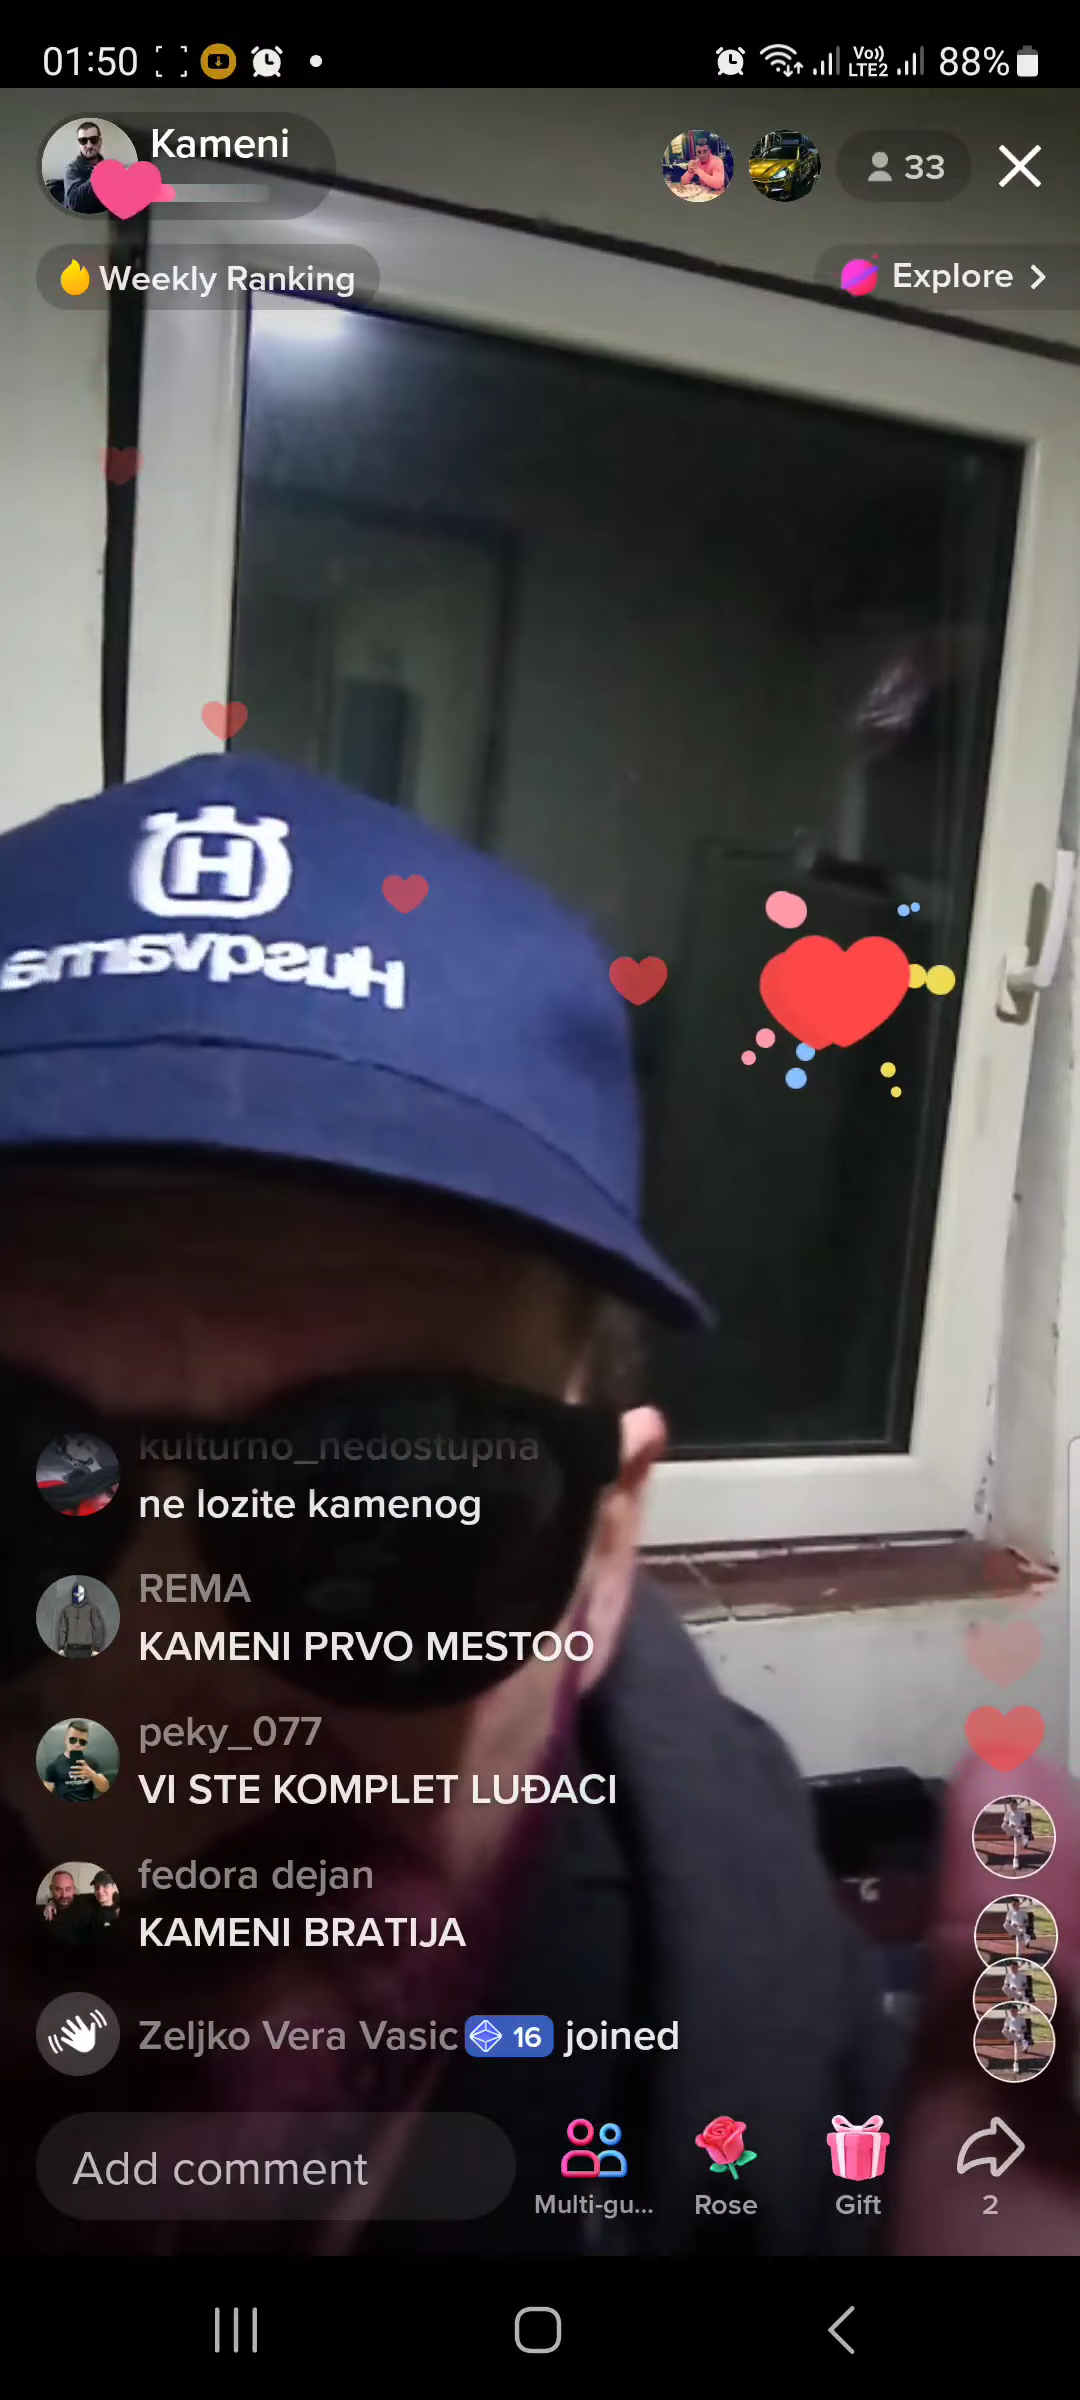 01:50 Vo)) LTE2 88%
Kameni
33
Weekly Ranking
Explore
H
Husqvarna
kulturno_nedostupna
ne lozite kamenog
REMA
KAMENI PRVO MESTOO
peky_077
VI STE KOMPLET LUĐACI
fedora dejan
KAMENI BRATIJA
Zeljko Vera Vasic 16 joined
Add comment
Multi-gu...
Rose
Gift
2